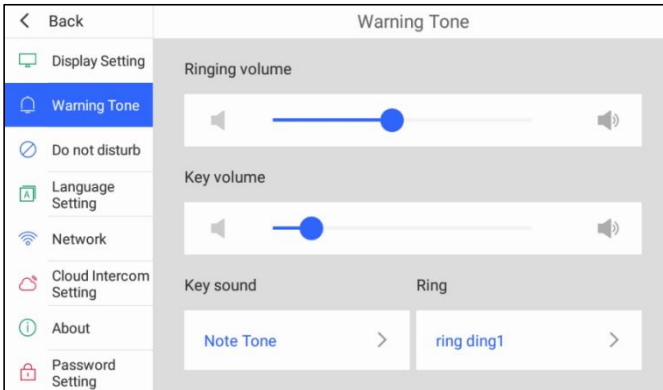 Back
Warning Tone
Display Setting
Warning Tone
Do not disturb
Language
Setting
Network
Cloud Intercom
Setting
About
Password
Setting
Ringing volume
Key volume
Key sound
Ring
Note Tone
ring ding1